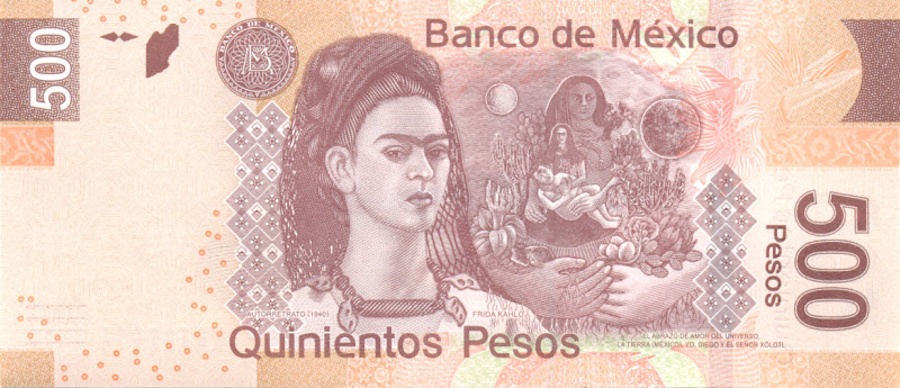 500
BANCO DE MEXICO
Banco de México
500
Pesos
AUTORRETRATO (1940)
FRIDA KAHLO
EL ABRAZO DE AMOR DEL UNIVERSO,
LA TIERRA (MÉXICO), YO, DIEGO Y EL SEÑOR XÓLOTL
Quinientos Pesos